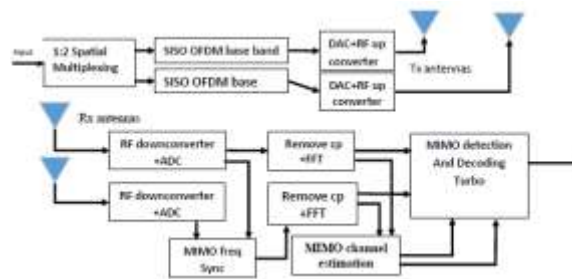 Input
1:2 Spatial
Multiplexing
SISO OFDM base band
DAC+RF up
converter
SISO OFDM base
DAC+RF up
converter
Tx antennas
Rx antennas
RF downconverter
+ADC
Remove cp
+FFT
MIMO detection
And Decoding
Turbo
RF downconverter
+ADC
Remove cp
+FFT
MIMO freq
Sync
MIMO channel
estimation